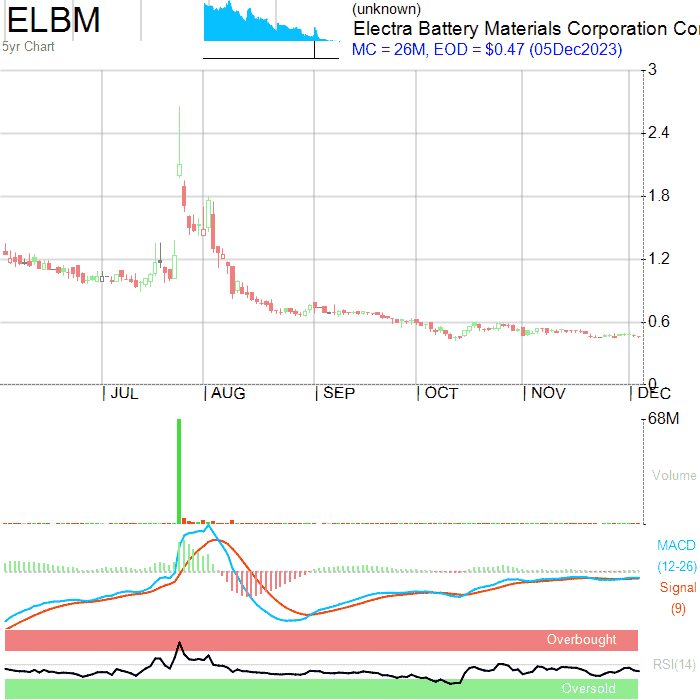 ELBM
5yr Chart
(unknown)
Electra Battery Materials Corporation Co
MC = 26M, EOD = $0.47 (05Dec2023)
3
2.4
1.8
1.2
0.6
0
JUL AUG SEP OCT NOV DEC
68M
Volume
MACD
(12-26)
Signal
(9)
Overbought
RSI(14)
Oversold